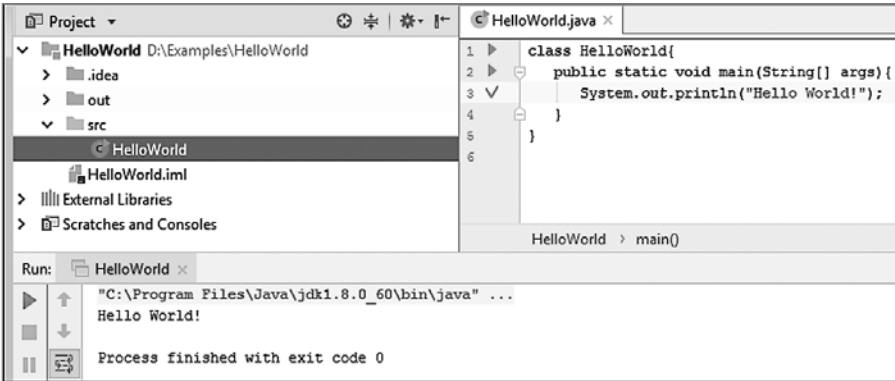 Project
HelloWorld D:\Examples\HelloWorld
.idea
out
src
HelloWorld
HelloWorld.iml
External Libraries
Scratches and Consoles
HelloWorld.java
1 class HelloWorld{
2 public static void main(String[] args){
3 System.out.println("Hello World!");
4 }
5 }
6
HelloWorld > main()
Run: HelloWorld
"C:\Program Files\Java\jdk1.8.0_60\bin\java" ...
Hello World!
Process finished with exit code 0